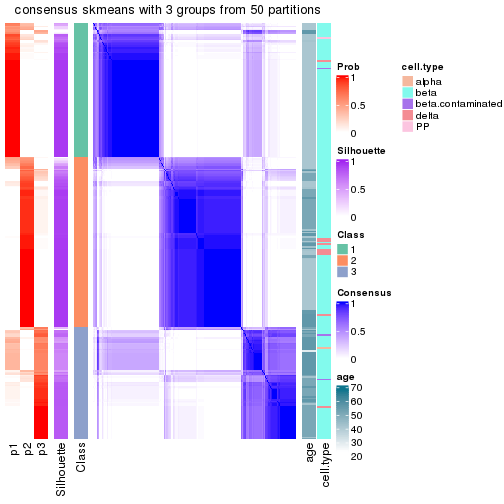 consensus skmeans with 3 groups from 50 partitions
Prob
1
0.5
0
Silhouette
1
0.5
0
Class
1
2
3
Consensus
1
0.5
0
age
70
60
50
40
30
20
cell.type
alpha
beta
beta.contaminated
delta
PP
p1
p2
p3
Silhouette
Class
age
cell.type